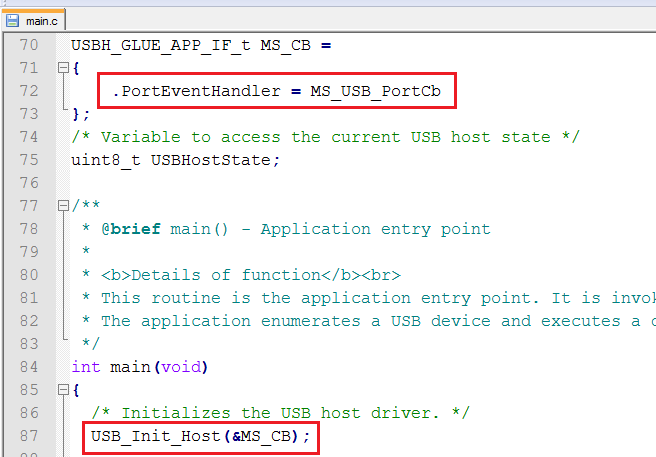 main.c
70 USBH_GLUE_APP_IF_t MS_CB =
71 {
72 .PortEventHandler = MS_USB_PortCb
73 };
74 /* Variable to access the current USB host state */
75 uint8_t USBHostState;
76
77 /**
78 * @brief main() - Application entry point
79 *
80 * <b>Details of function</b><br>
81 * This routine is the application entry point. It is invok
82 * The application enumerates a USB device and executes a
83 */
84 int main(void)
85 {
86 /* Initializes the USB host driver. */
87 USB_Init_Host(&MS_CB);